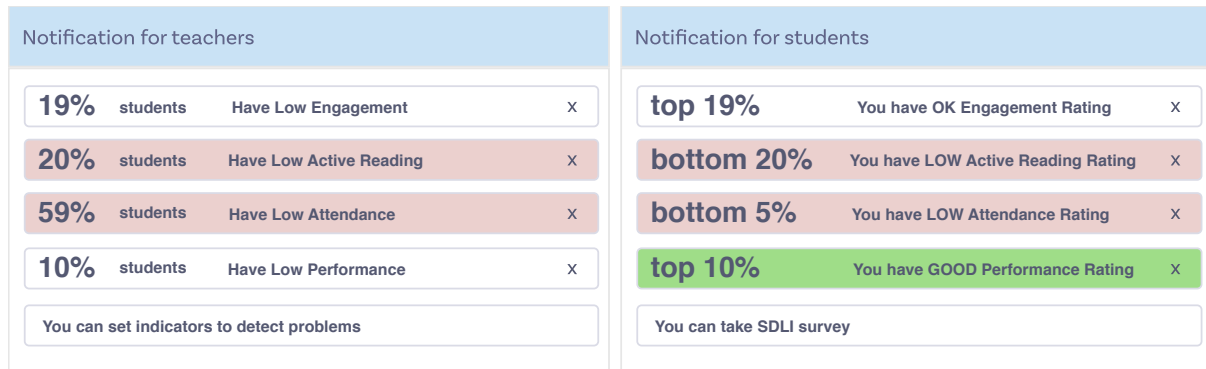 Notification for teachers
19% students Have Low Engagement x
20% students Have Low Active Reading x
59% students Have Low Attendance x
10% students Have Low Performance x
You can set indicators to detect problems
Notification for students
top 19% You have OK Engagement Rating x
bottom 20% You have LOW Active Reading Rating x
bottom 5% You have LOW Attendance Rating x
top 10% You have GOOD Performance Rating x
You can take SDLI survey